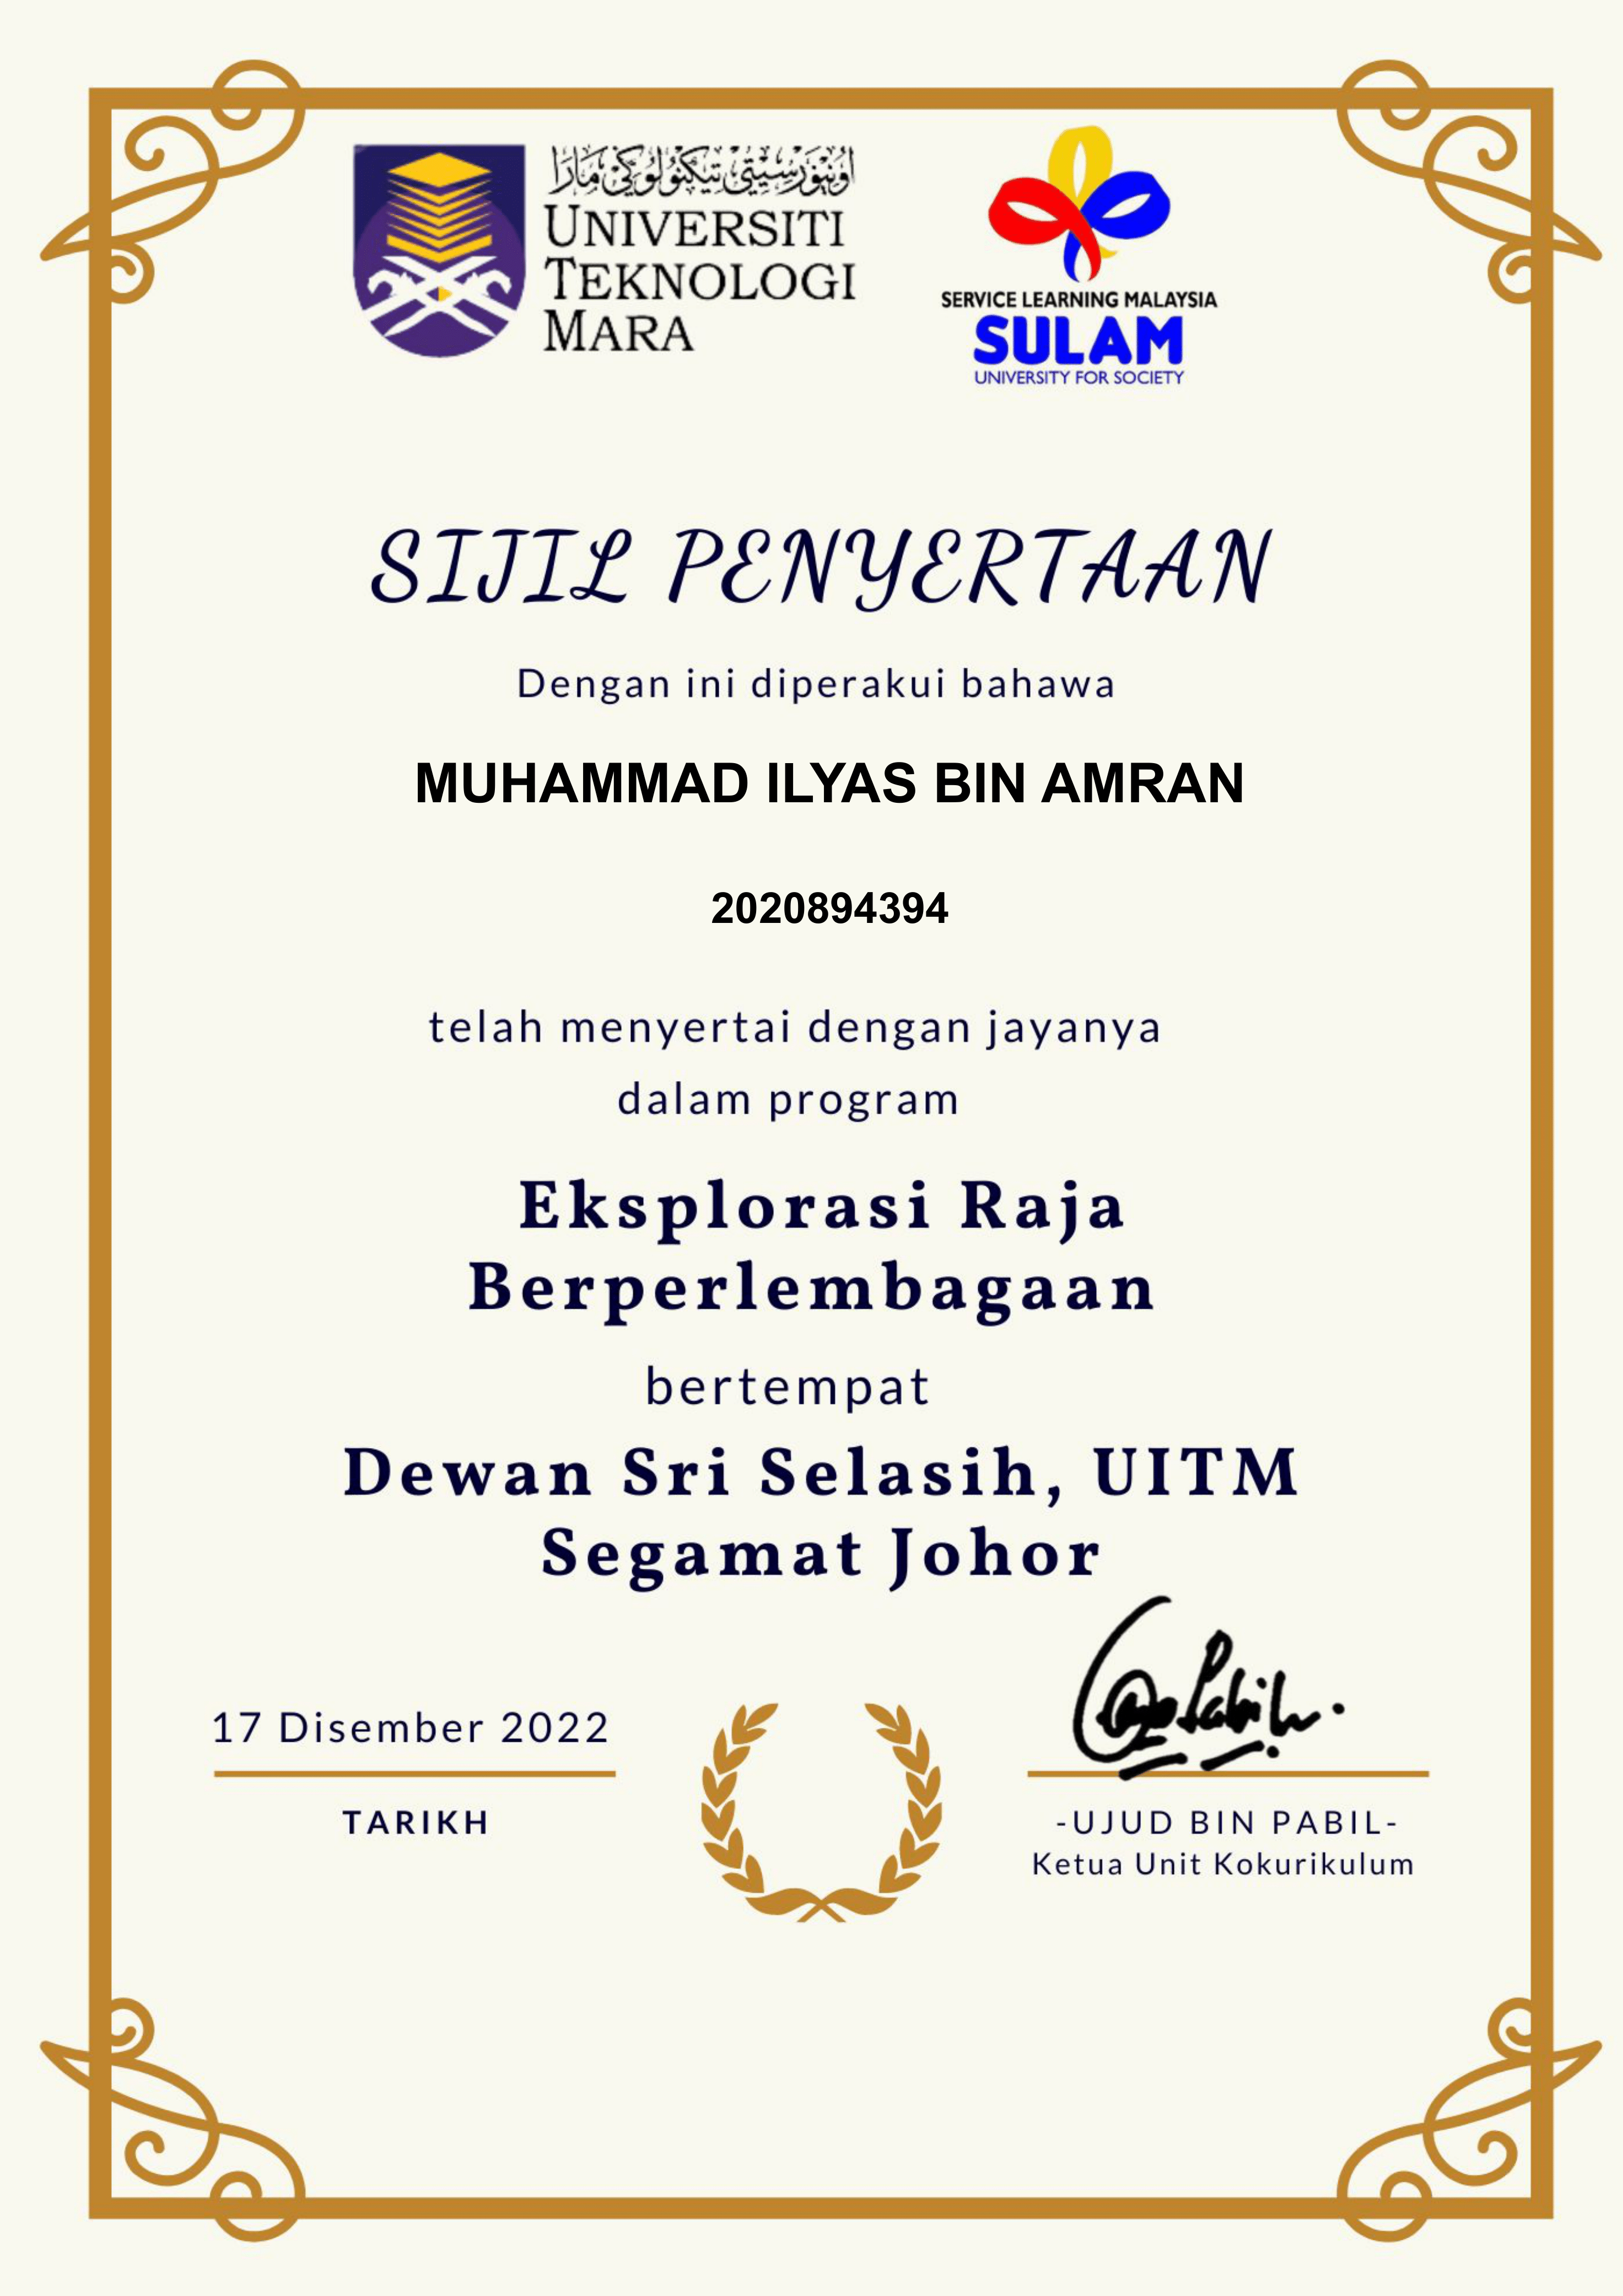 اونيۏرسيتي تيكنولوڬي مارا
UNIVERSITI
TEKNOLOGI
MARA
SERVICE LEARNING MALAYSIA
SULAM
UNIVERSITY FOR SOCIETY
SIJIL PENYERTAAN
Dengan ini diperakui bahawa
MUHAMMAD ILYAS BIN AMRAN
2020894394
telah menyertai dengan jayanya
dalam program
Eksplorasi Raja
Berperlembagaan
bertempat
Dewan Sri Selasih, UITM
Segamat Johor
17 Disember 2022
TARIKH
-UJUD BIN PABIL-
Ketua Unit Kokurikulum